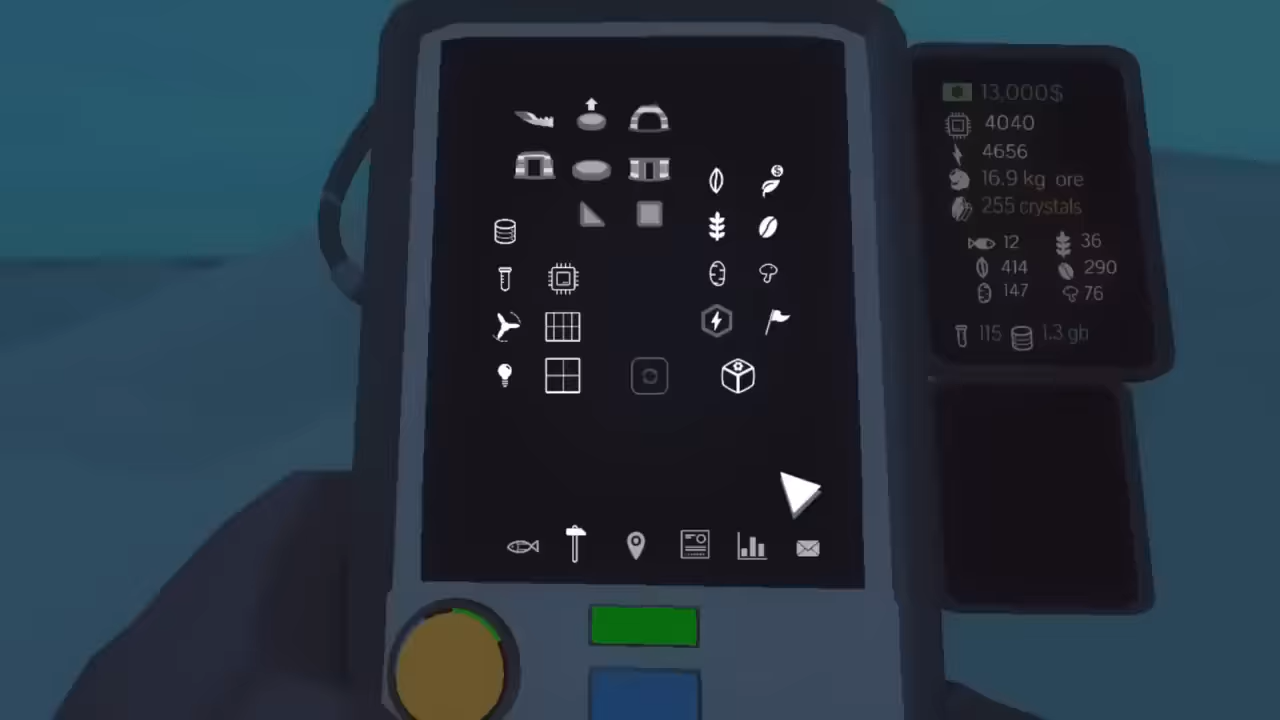 13,000$
4040
4656
16.9 kg ore
255 crystals
12 36
414 290
147 76
115 1.3 gb